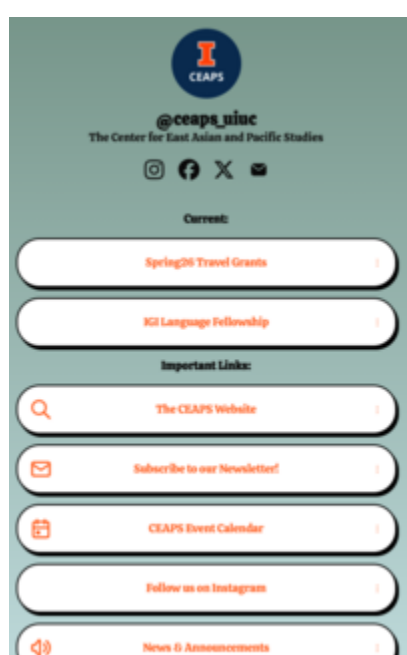 I
CEAPS
@ceaps_uiuc
The Center for East Asian and Pacific Studies
Current:
Spring26 Travel Grants
IGI Language Fellowship
Important Links:
The CEAPS Website
Subscribe to our Newsletter!
CEAPS Event Calendar
Follow us on Instagram
News & Announcements